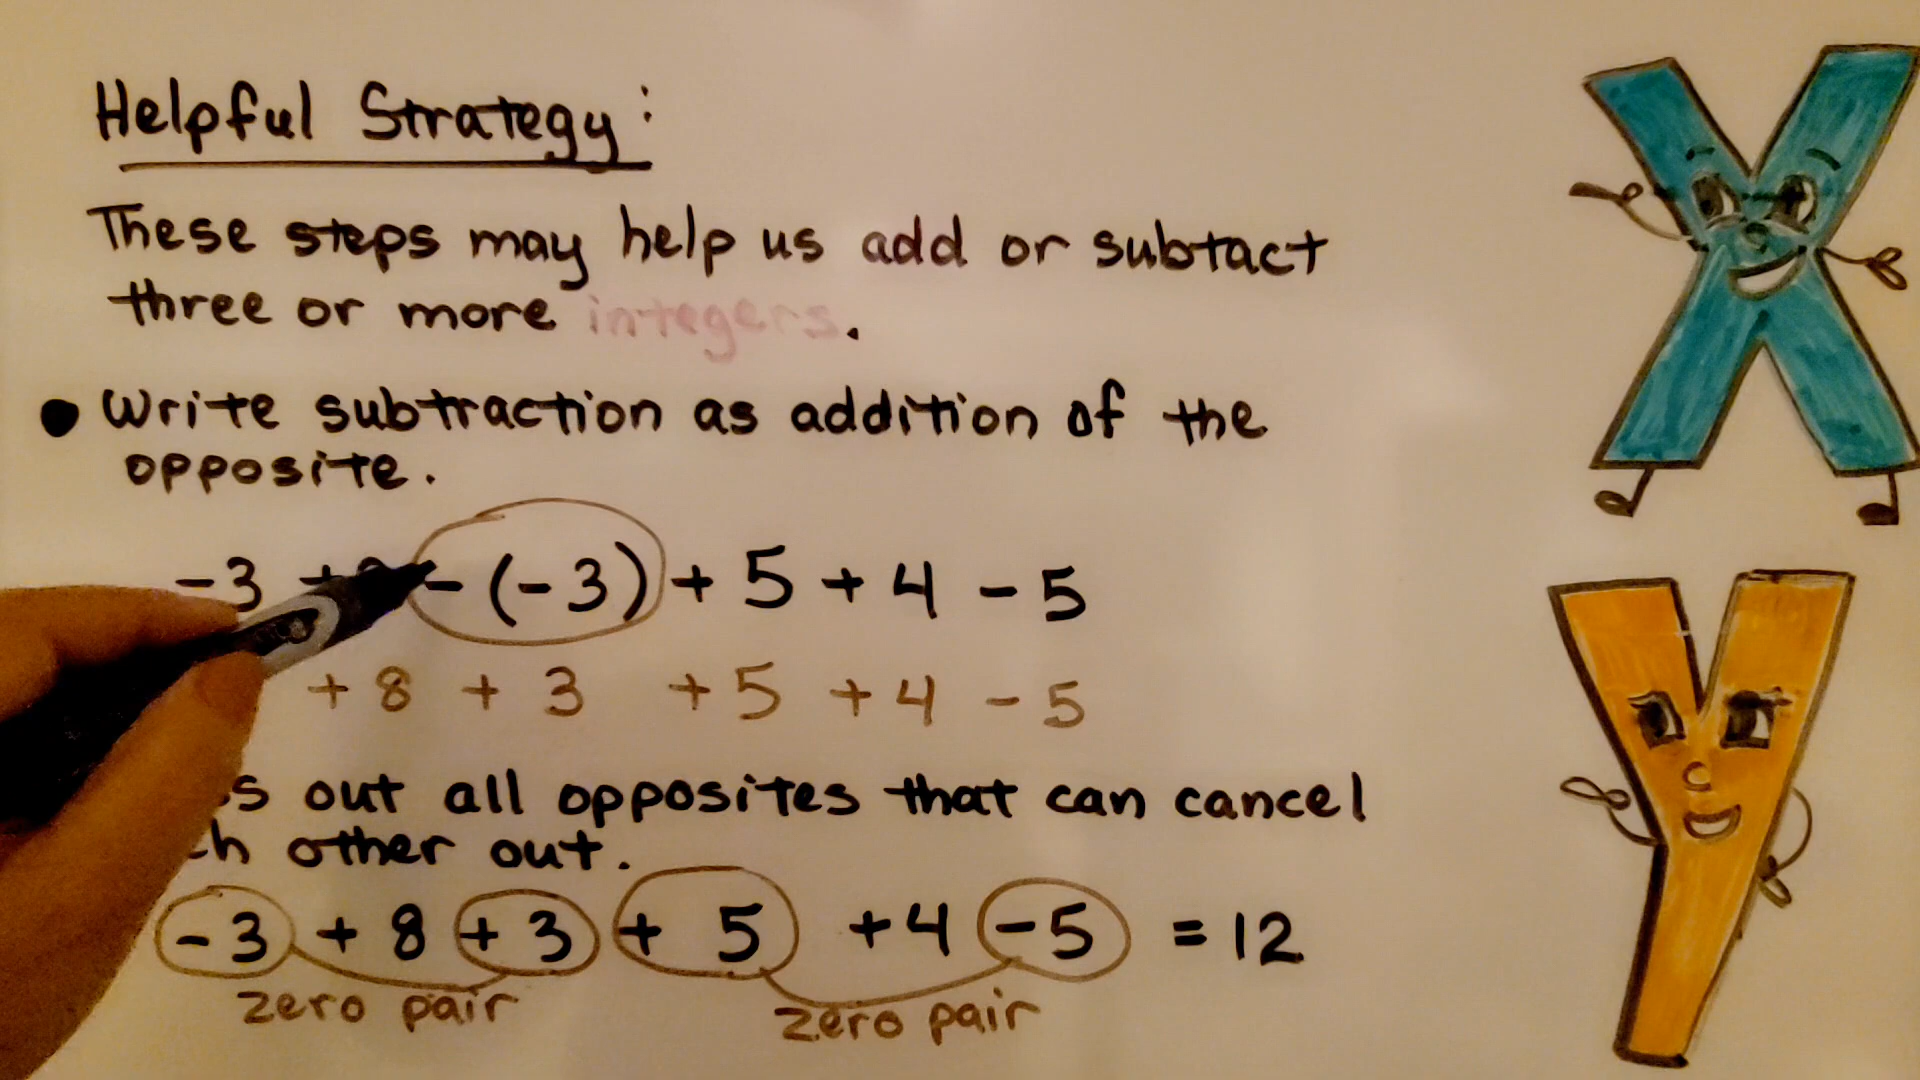 Helpful Strategy:
These steps may help us add or subtact
three or more integers.
• Write subtraction as addition of the
opposite.
-3 + - (-3) + 5 + 4 - 5
+ 8 + 3 + 5 + 4 - 5
out all opposites that can cancel
other out.
-3 + 8 + 3 + 5 + 4 - 5 = 12
zero pair zero pair